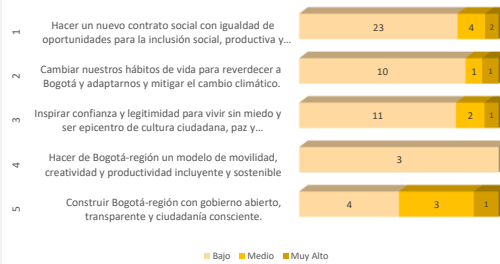 1
Hacer un nuevo contrato social con igualdad de
oportunidades para la inclusión social, productiva y…
23 4 2
2
Cambiar nuestros hábitos de vida para reverdecer a
Bogotá y adaptarnos y mitigar el cambio climático.
10 1 1
3
Inspirar confianza y legitimidad para vivir sin miedo y
ser epicentro de cultura ciudadana, paz y…
11 2 1
4
Hacer de Bogotá-región un modelo de movilidad,
creatividad y productividad incluyente y sostenible
3
5
Construir Bogotá-región con gobierno abierto,
transparente y ciudadanía consciente.
4 3 1
Bajo Medio Muy Alto